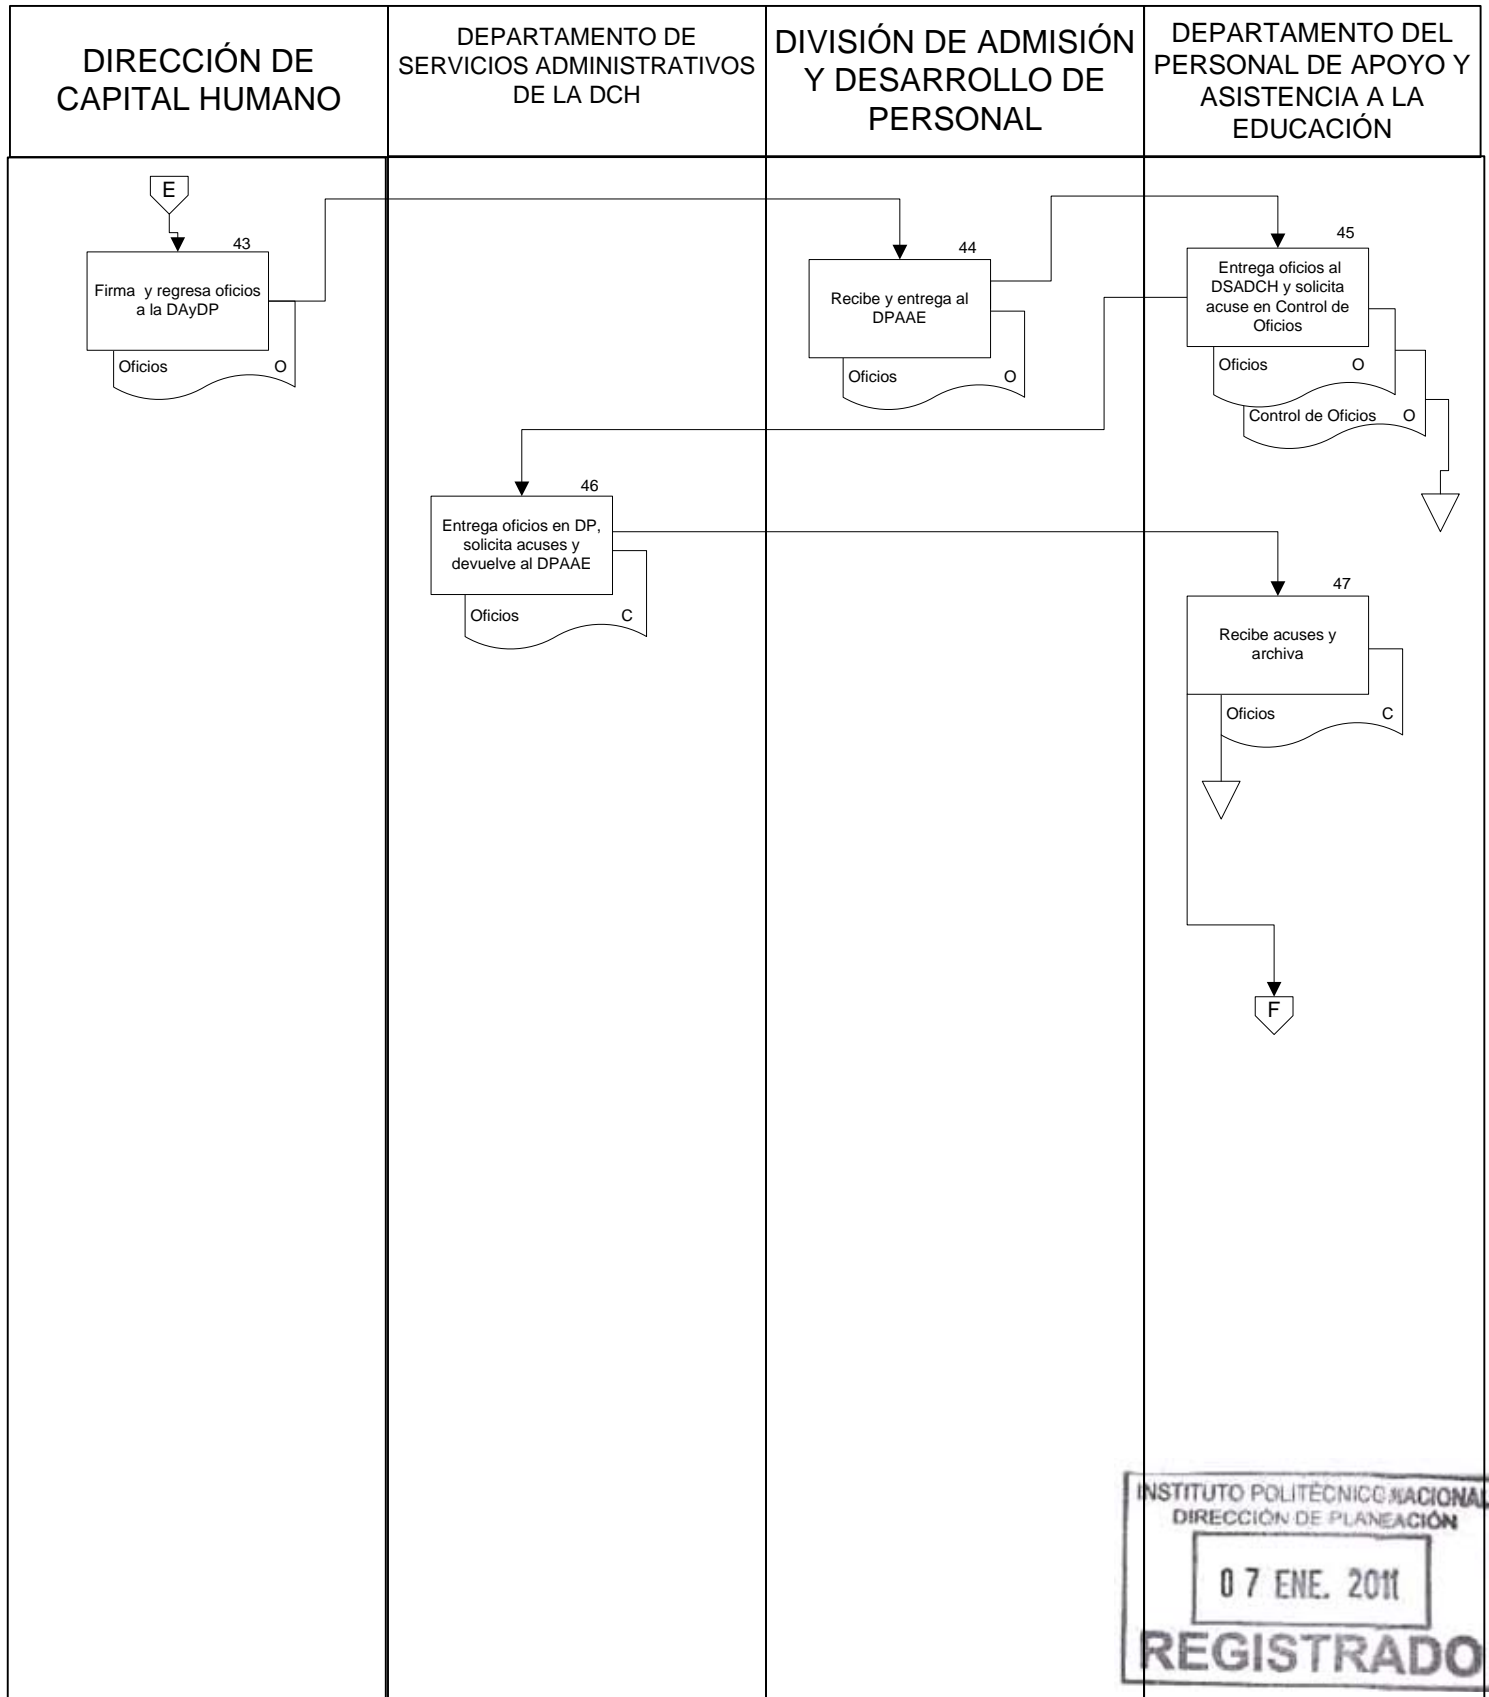 DIRECCIÓN DE
CAPITAL HUMANO
DEPARTAMENTO DE
SERVICIOS ADMINISTRATIVOS
DE LA DCH
DIVISIÓN DE ADMISIÓN
Y DESARROLLO DE
PERSONAL
DEPARTAMENTO DEL
PERSONAL DE APOYO Y
ASISTENCIA A LA
EDUCACIÓN
E
43
Firma y regresa oficios
a la DAyDP
Oficios O
44
Recibe y entrega al
DPAAE
Oficios O
45
Entrega oficios al
DSADCH y solicita
acuse en Control de
Oficios
Oficios O
Control de Oficios O
46
Entrega oficios en DP,
solicita acuses y
devuelve al DPAAE
Oficios C
47
Recibe acuses y
archiva
Oficios C
F
INSTITUTO POLITÉCNICO NACIONAL
DIRECCIÓN DE PLANEACIÓN
07 ENE. 2011
REGISTRADO